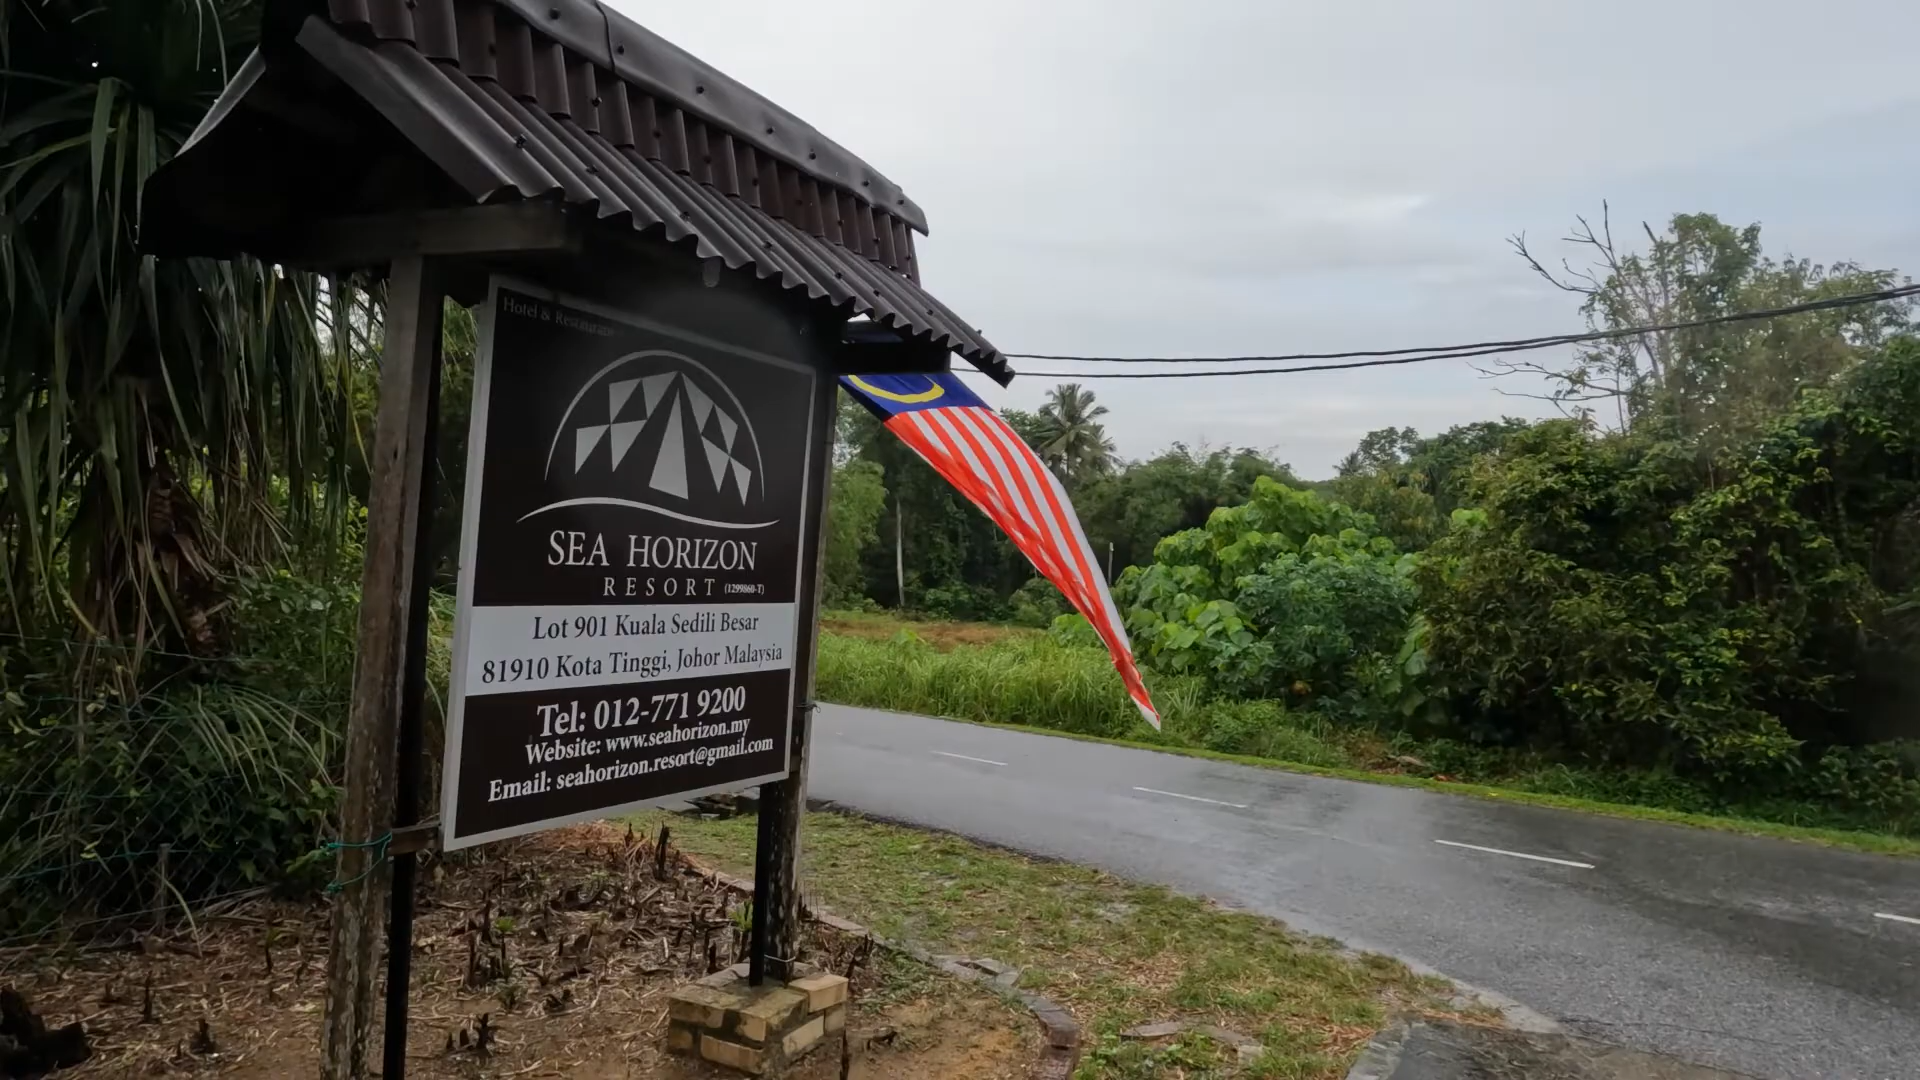 Hotel & Restaurant
SEA HORIZON
RESORT (1299860-T)
Lot 901 Kuala Sedili Besar
81910 Kota Tinggi, Johor Malaysia
Tel: 012-771 9200
Website: www.seahorizon.my
Email: seahorizon.resort@gmail.com